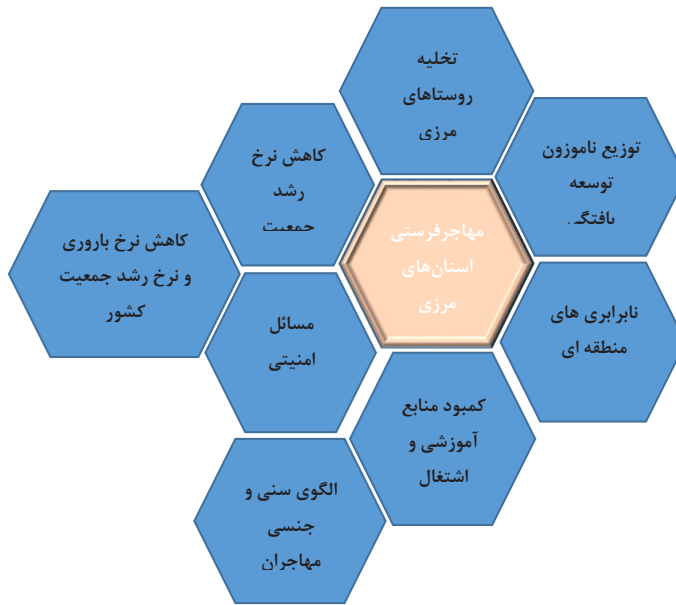 تخلیه
روستاهای
مرزی
توزیع ناموزون
توسعه
یافتگی
کاهش نرخ
رشد
جمعیت
مهاجرفرستی
استان‌های
مرزی
کاهش نرخ باروری
و نرخ رشد جمعیت
کشور
نابرابری های
منطقه ای
مسائل
امنیتی
کمبود منابع
آموزشی و
اشتغال
الگوی سنی و
جنسی
مهاجران